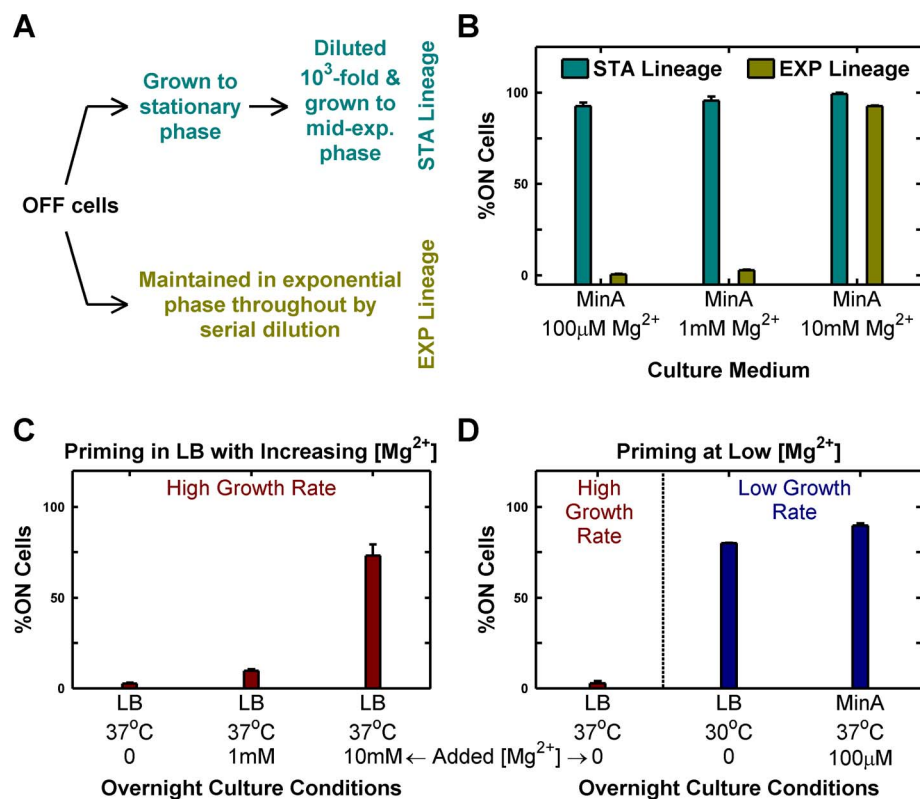 A
OFF cells
Grown to
stationary
phase
Diluted
10³-fold &
grown to
mid-exp.
phase
STA Lineage
Maintained in exponential
phase throughout by
serial dilution
EXP Lineage
B
STA Lineage
EXP Lineage
%ON Cells
100
50
0
MinA
100μM Mg²⁺
MinA
1mM Mg²⁺
MinA
10mM Mg²⁺
Culture Medium
C
Priming in LB with Increasing [Mg²⁺]
High Growth Rate
%ON Cells
100
50
0
LB
37°C
0
LB
37°C
1mM
LB
37°C
10mM
← Added [Mg²⁺] →
Overnight Culture Conditions
D
Priming at Low [Mg²⁺]
High
Growth
Rate
Low Growth
Rate
%ON Cells
100
50
0
LB
37°C
0
LB
30°C
0
MinA
37°C
100μM
Overnight Culture Conditions